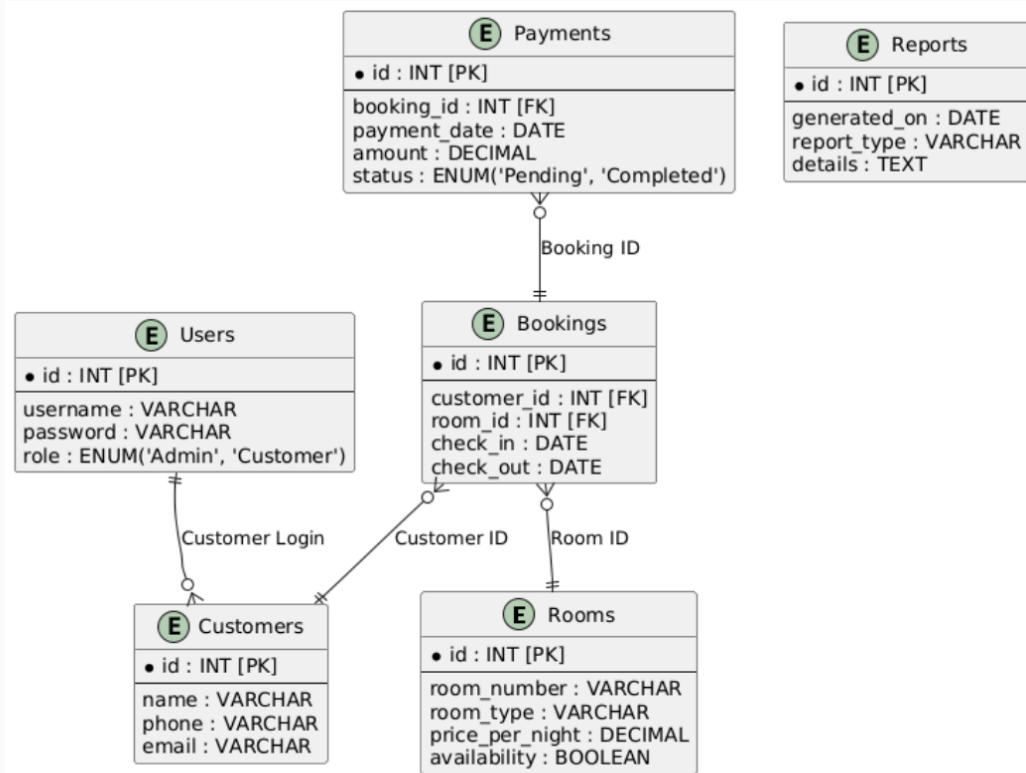 E Payments
id : INT [PK]
booking_id : INT [FK]
payment_date : DATE
amount : DECIMAL
status : ENUM('Pending', 'Completed')
E Reports
id : INT [PK]
generated_on : DATE
report_type : VARCHAR
details : TEXT
Booking ID
E Users
id : INT [PK]
username : VARCHAR
password : VARCHAR
role : ENUM('Admin', 'Customer')
E Bookings
id : INT [PK]
customer_id : INT [FK]
room_id : INT [FK]
check_in : DATE
check_out : DATE
Customer Login
Customer ID
Room ID
E Customers
id : INT [PK]
name : VARCHAR
phone : VARCHAR
email : VARCHAR
E Rooms
id : INT [PK]
room_number : VARCHAR
room_type : VARCHAR
price_per_night : DECIMAL
availability : BOOLEAN